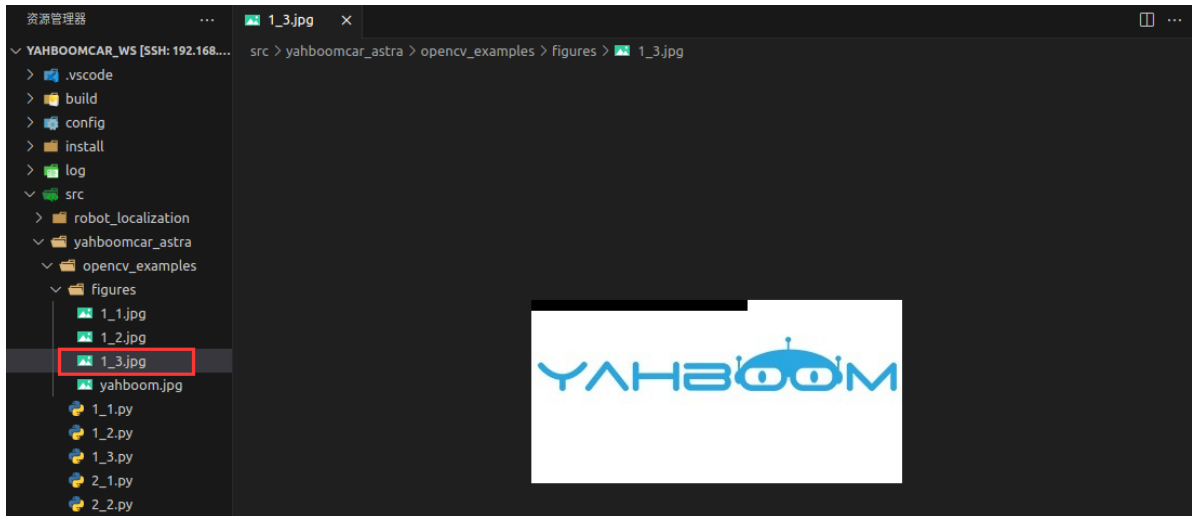 资源管理器 ...
1_3.jpg ×
...
YAHBOOMCAR_WS [SSH: 192.168....
src > yahboomcar_astra > opencv_examples > figures > 1_3.jpg
.vscode
build
config
install
log
src
robot_localization
yahboomcar_astra
opencv_examples
figures
1_1.jpg
1_2.jpg
1_3.jpg
yahboom.jpg
1_1.py
1_2.py
1_3.py
2_1.py
2_2.py
YAHBOOM